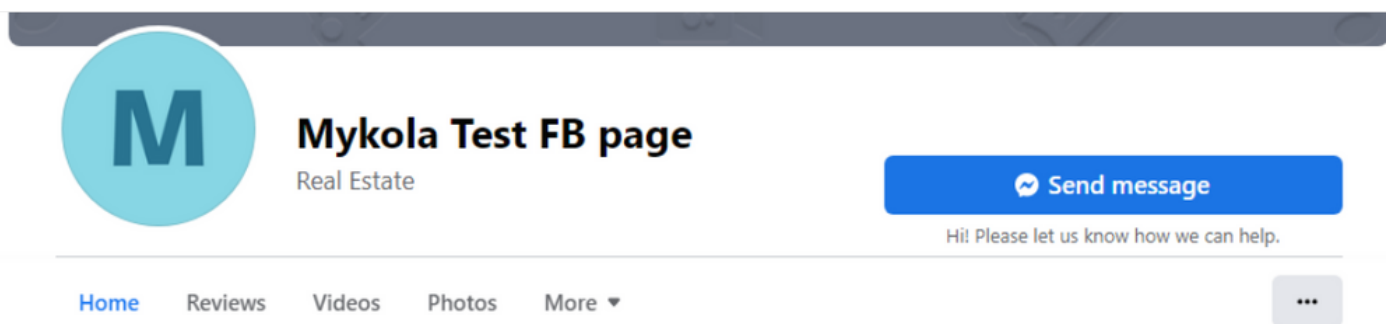 M
Mykola Test FB page
Real Estate
Send message
Hi! Please let us know how we can help.
Home Reviews Videos Photos More ▼
...